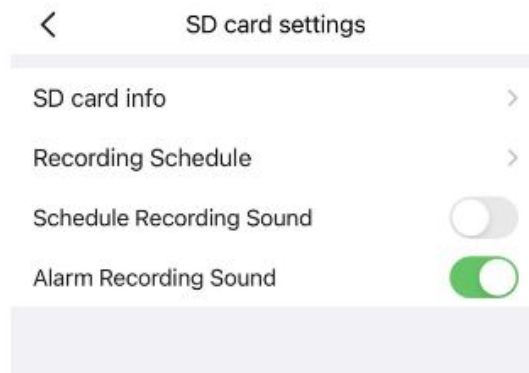 SD card settings
SD card info
Recording Schedule
Schedule Recording Sound
Alarm Recording Sound